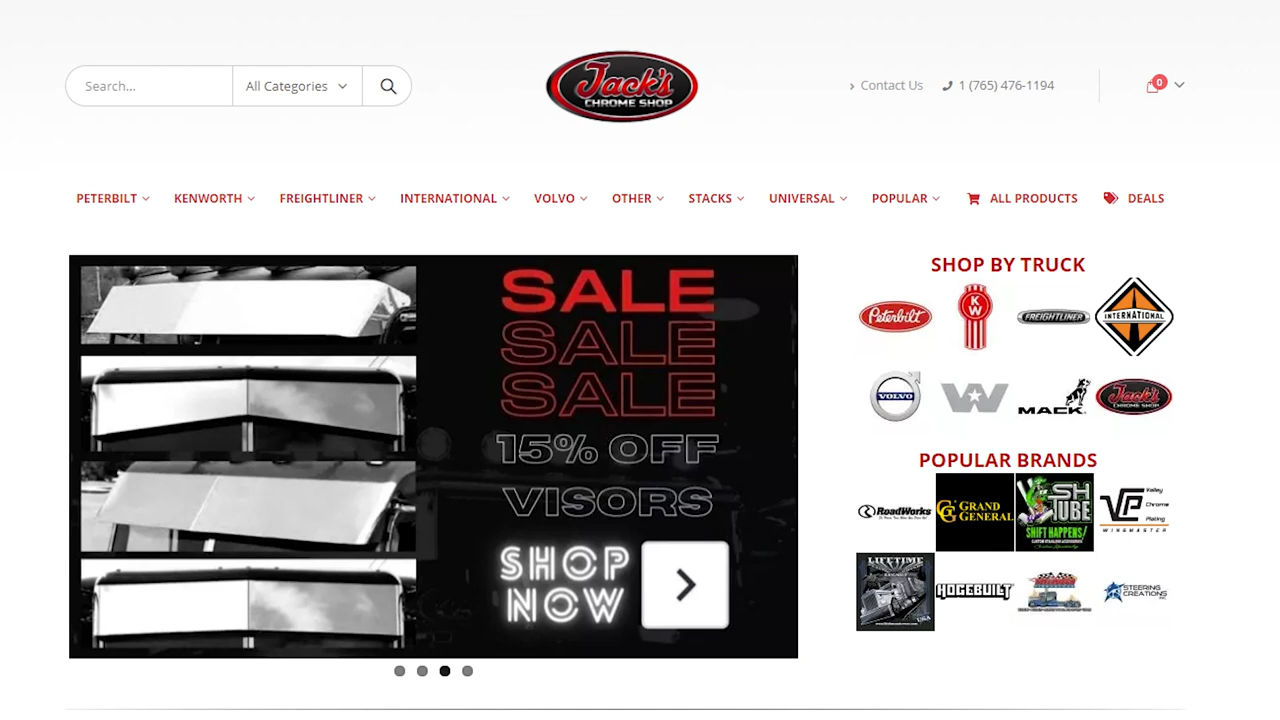 Search...
All Categories
Jack's
CHROME SHOP
Contact Us
1 (765) 476-1194
0
PETERBILT
KENWORTH
FREIGHTLINER
INTERNATIONAL
VOLVO
OTHER
STACKS
UNIVERSAL
POPULAR
ALL PRODUCTS
DEALS
SALE
SALE
SALE
15% OFF
VISORS
SHOP
NOW
SHOP BY TRUCK
Peterbilt
KW
FREIGHTLINER
INTERNATIONAL
VOLVO
W
MACK
Jack's
CHROME SHOP
POPULAR BRANDS
RoadWorks
GG GRAND
GENERAL
SH
TUBE
SHIFT HAPPENS!
VCP
Valley
Chrome
Plating
WINGMASTER
LIFETIME
USA
HOGEBUILT
STEERING
CREATIONS